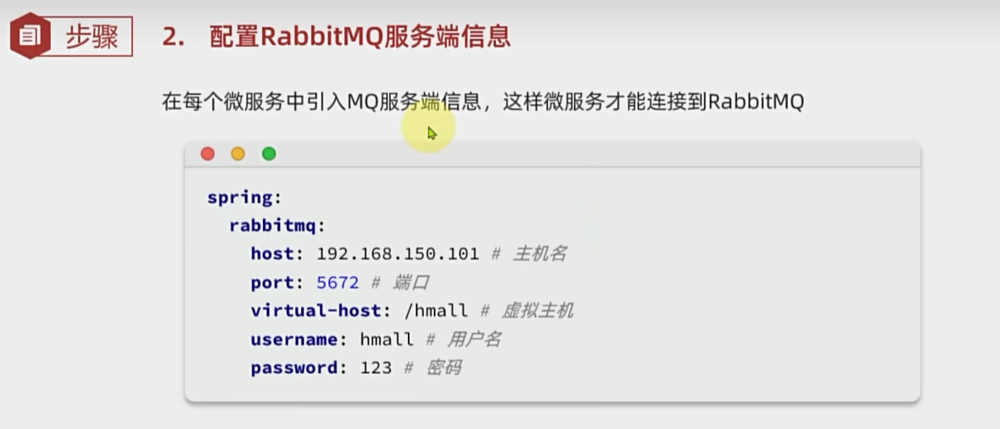 步骤
2. 配置RabbitMQ服务端信息
在每个微服务中引入MQ服务端信息，这样微服务才能连接到RabbitMQ
spring:
  rabbitmq:
    host: 192.168.150.101 # 主机名
    port: 5672 # 端口
    virtual-host: /hmall # 虚拟主机
    username: hmall # 用户名
    password: 123 # 密码